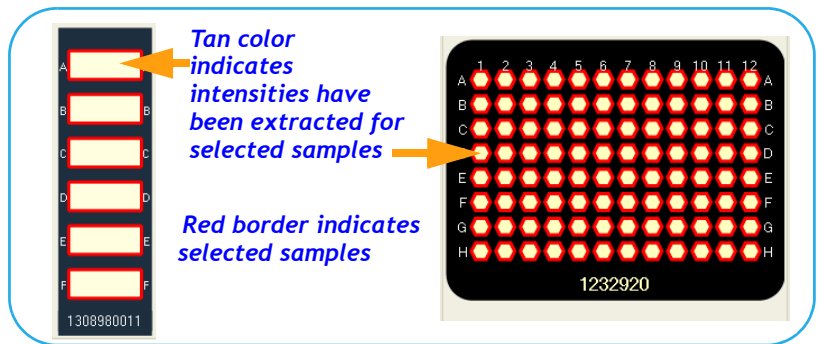 Tan color
indicates
intensities have
been extracted for
selected samples
Red border indicates
selected samples
A
B B
C C
D D
E E
F F
1308980011
1 2 3 4 5 6 7 8 9 10 11 12
A A
B B
C C
D D
E E
F F
G G
H H
1232920